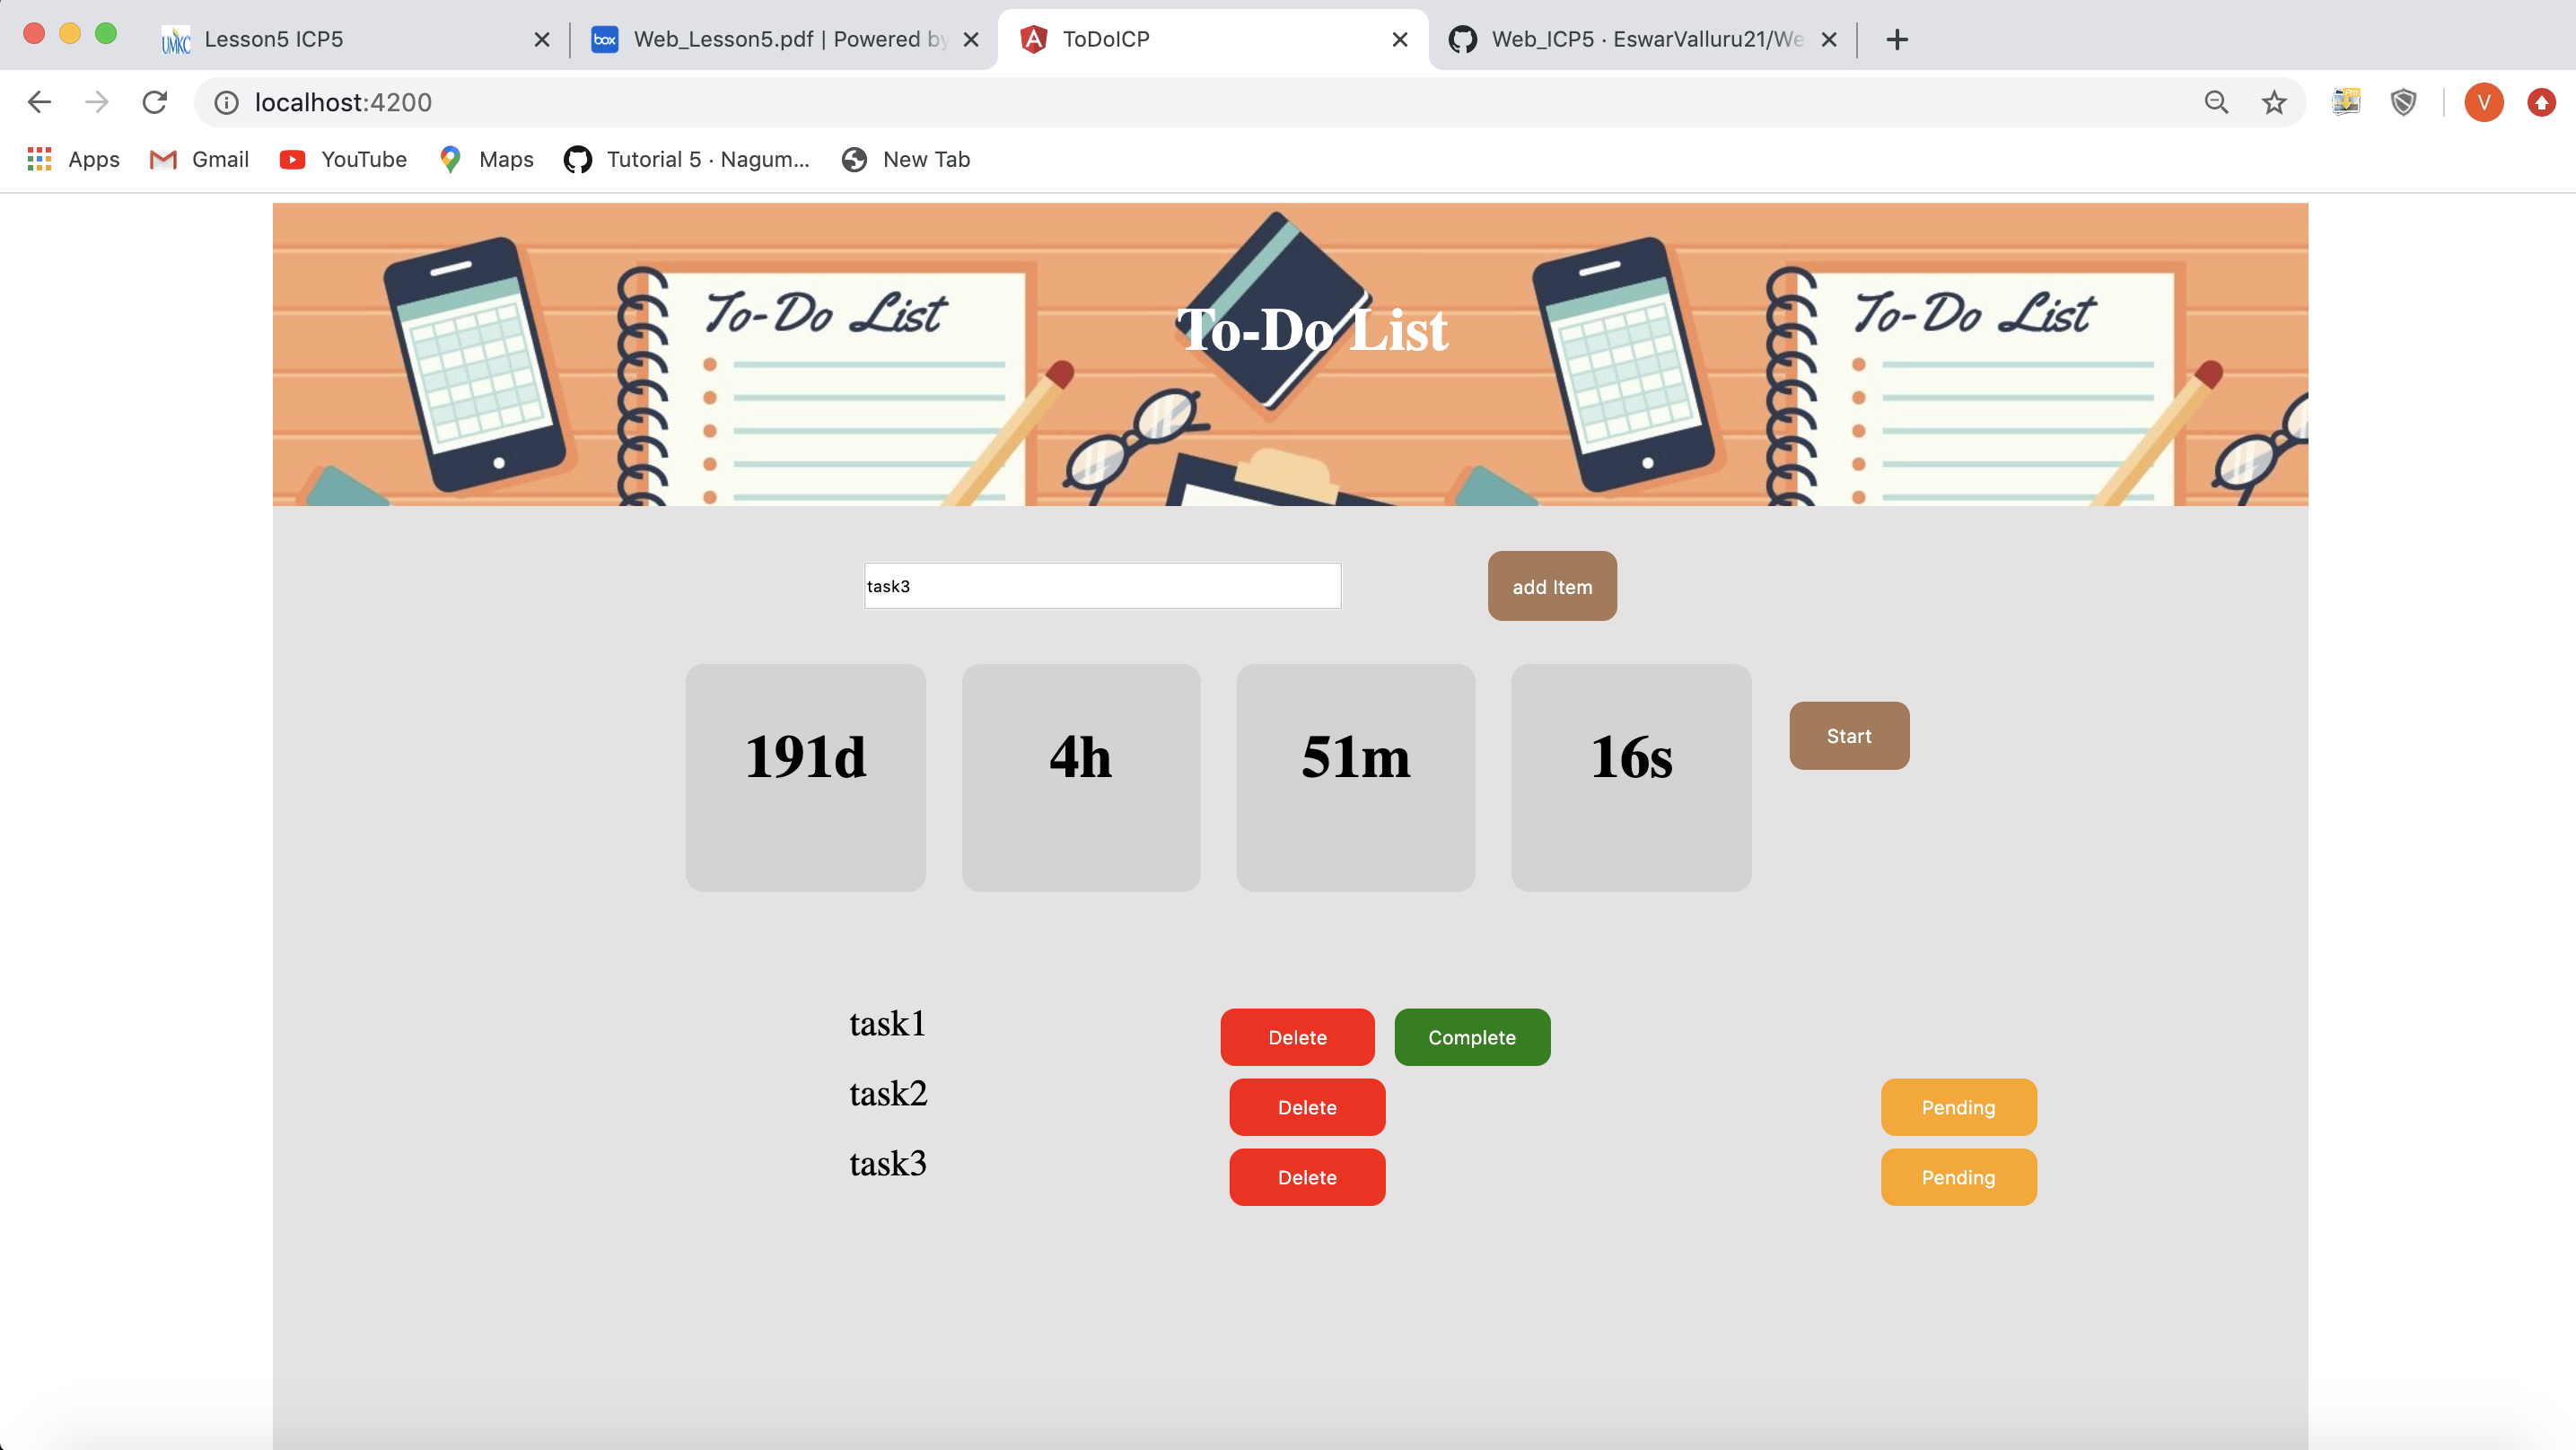 UMKC Lesson5 ICP5
box Web_Lesson5.pdf | Powered by
ToDoICP
Web_ICP5 · EswarValluru21/We
localhost:4200
V
Apps Gmail YouTube Maps Tutorial 5 · Nagum... New Tab
To-Do List
To-Do List
To-Do List
task3
add Item
191d 4h 51m 16s
Start
task1 Delete Complete
task2 Delete Pending
task3 Delete Pending